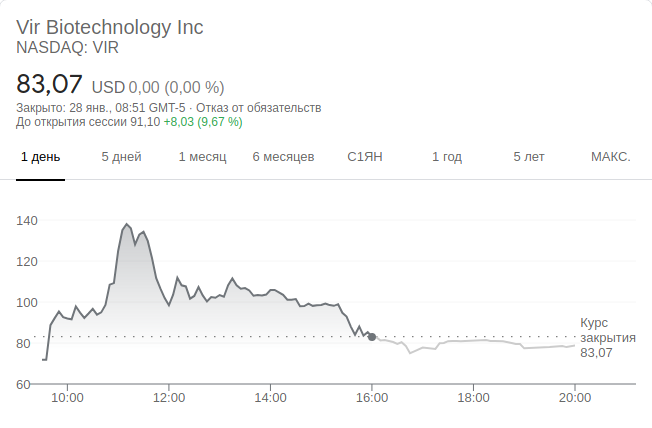 Vir Biotechnology Inc
NASDAQ: VIR
83,07 USD 0,00 (0,00 %)
Закрыто: 28 янв., 08:51 GMT-5 · Отказ от обязательств
До открытия сессии 91,10 +8,03 (9,67 %)
1 день 5 дней 1 месяц 6 месяцев С1ЯН 1 год 5 лет МАКС.
140
120
100
80
60
Курс
закрытия
83,07
10:00 12:00 14:00 16:00 18:00 20:00